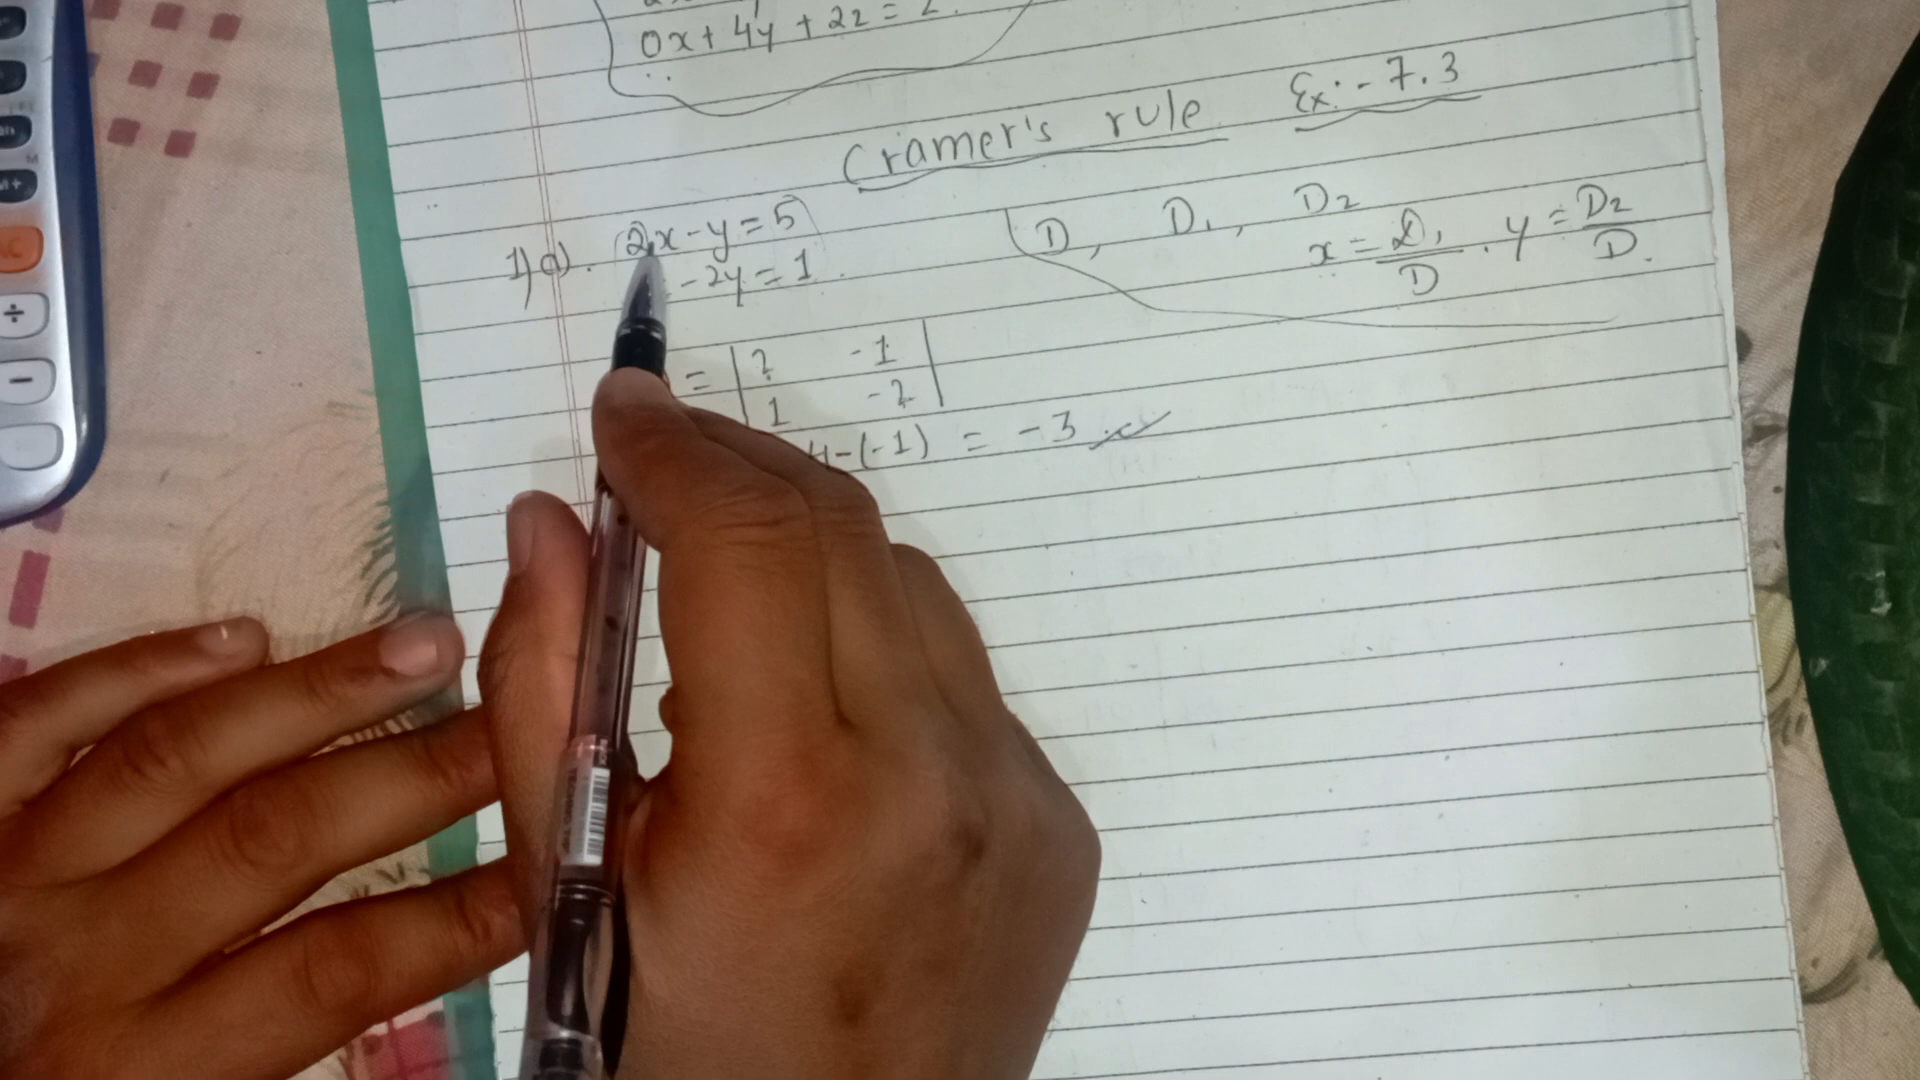 0x + 4y + 2z = 2
Cramer's rule Ex:- 7.3
1) a). 2x - y = 5
- 2y = 1
D, D₁, D₂
x = D₁/D . y = D₂/D.
= | 2 -1 |
| 1 -2 |
4-(-1) = -3